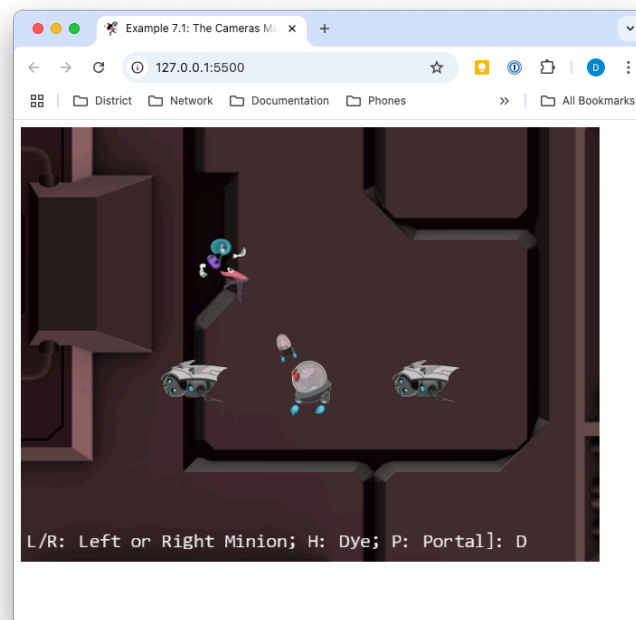 Example 7.1: The Cameras Ma
127.0.0.1:5500
D
District Network Documentation Phones » All Bookmarks
L/R: Left or Right Minion; H: Dye; P: Portal]: D